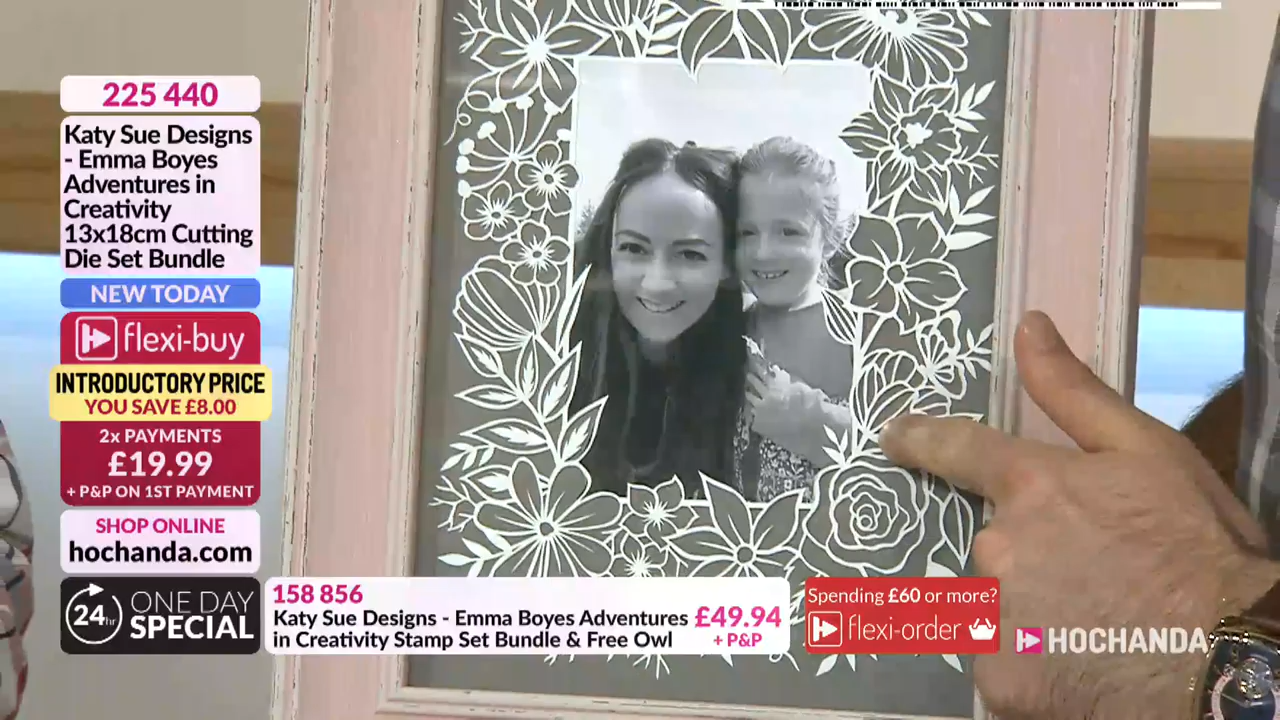 225 440
Katy Sue Designs
- Emma Boyes
Adventures in
Creativity
13x18cm Cutting
Die Set Bundle
NEW TODAY
flexi-buy
INTRODUCTORY PRICE
YOU SAVE £8.00
2x PAYMENTS
£19.99
+ P&P ON 1ST PAYMENT
SHOP ONLINE
hochanda.com
24hr
ONE DAY
SPECIAL
158 856
Katy Sue Designs - Emma Boyes Adventures
in Creativity Stamp Set Bundle & Free Owl
£49.94
+ P&P
Spending £60 or more?
flexi-order
HOCHANDA